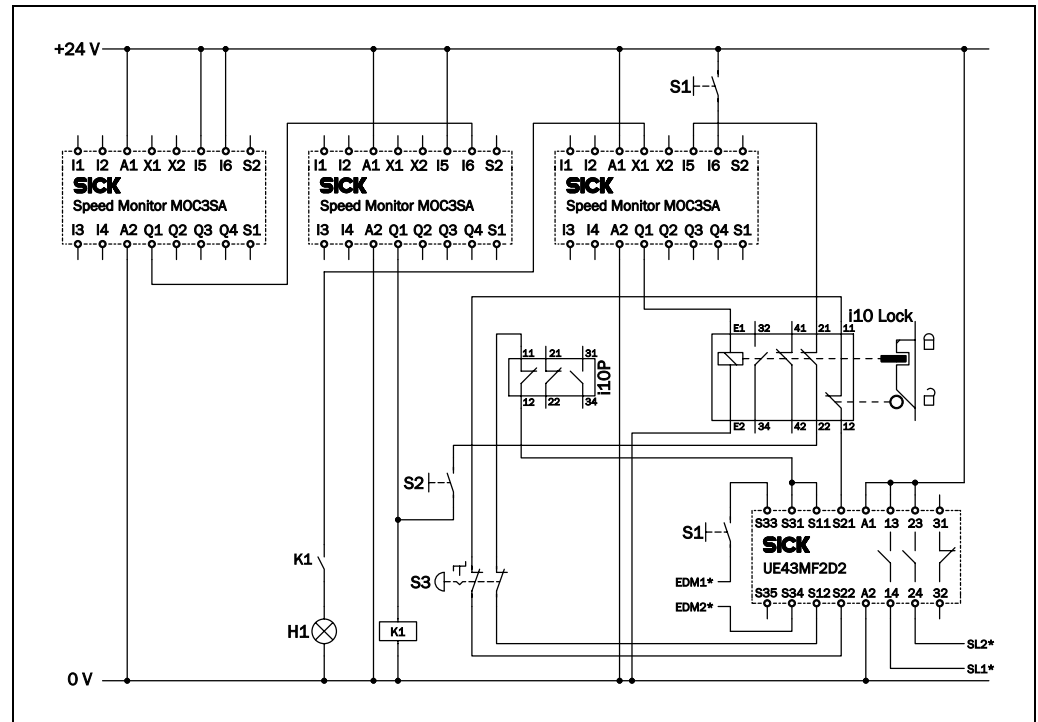 +24 V
S1
I1 I2 A1 X1 X2 I5 I6 S2
SICK
Speed Monitor MOC3SA
I3 I4 A2 Q1 Q2 Q3 Q4 S1
I1 I2 A1 X1 X2 I5 I6 S2
SICK
Speed Monitor MOC3SA
I3 I4 A2 Q1 Q2 Q3 Q4 S1
I1 I2 A1 X1 X2 I5 I6 S2
SICK
Speed Monitor MOC3SA
I3 I4 A2 Q1 Q2 Q3 Q4 S1
i10 Lock
E1 32 41 21 11
E2 34 42 22 12
11 21 31
i10P
12 22 34
S2
S1
S33 S31 S11 S21 A1 13 23 31
SICK
UE43MF2D2
S35 S34 S12 S22 A2 14 24 32
EDM1*
EDM2*
K1
S3
H1
K1
SL2*
SL1*
0 V